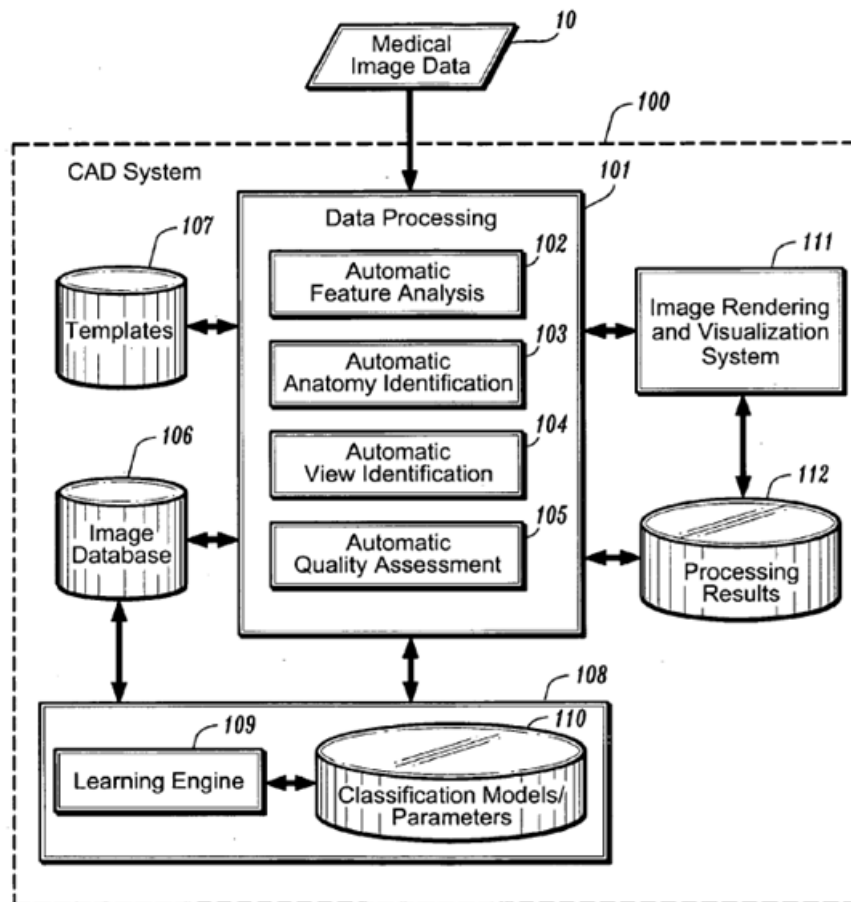 10
Medical
Image Data
100
CAD System
101
Data Processing
107
Templates
102
Automatic
Feature Analysis
111
Image Rendering
and Visualization
System
103
Automatic
Anatomy Identification
106
Image
Database
104
Automatic
View Identification
112
Processing
Results
105
Automatic
Quality Assessment
108
109
Learning Engine
110
Classification Models/
Parameters